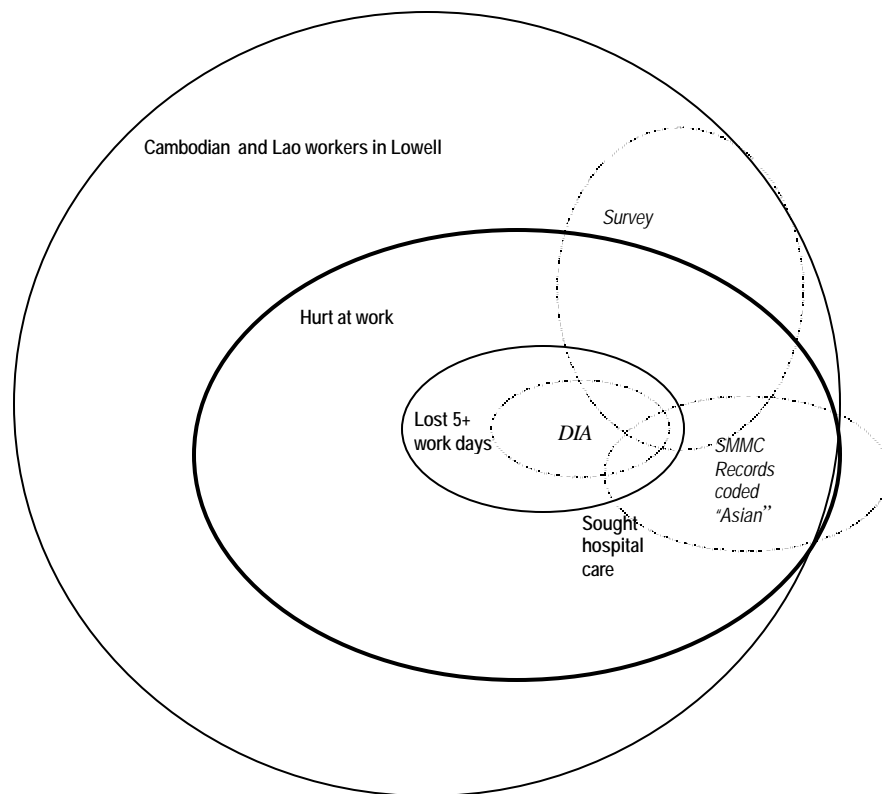 Cambodian and Lao workers in Lowell
Survey
Hurt at work
Lost 5+
work days
DIA
SMMC
Records
coded
“Asian”
Sought
hospital
care